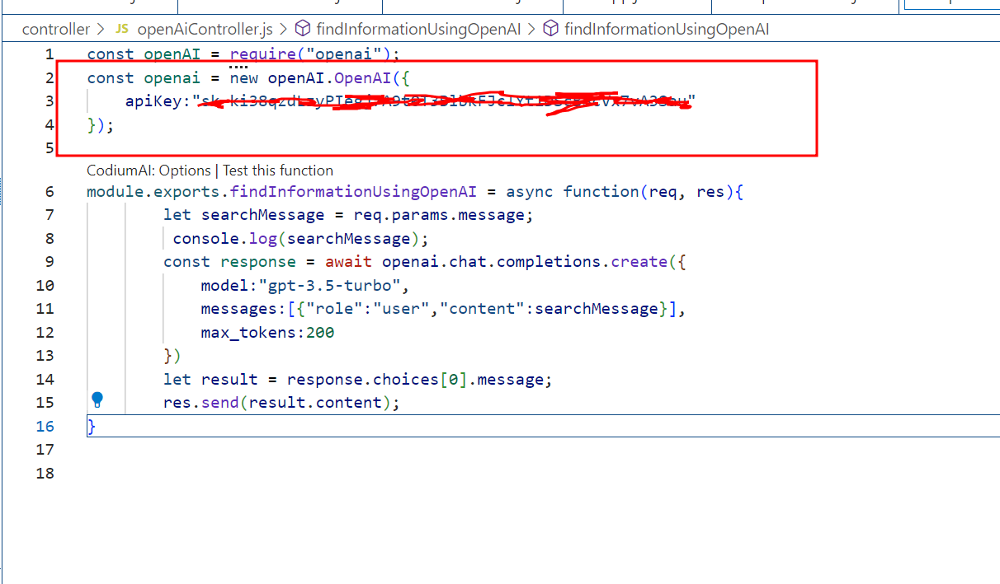 controller > JS openAiController.js > findInformationUsingOpenAI > findInformationUsingOpenAI
1 const openAI = require("openai");
2 const openai = new openAI.OpenAI({
3 apiKey:" "
4 });
5
CodiumAI: Options | Test this function
6 module.exports.findInformationUsingOpenAI = async function(req, res){
7 let searchMessage = req.params.message;
8 console.log(searchMessage);
9 const response = await openai.chat.completions.create({
10 model:"gpt-3.5-turbo",
11 messages:[{"role":"user","content":searchMessage}],
12 max_tokens:200
13 })
14 let result = response.choices[0].message;
15 res.send(result.content);
16 }
17
18